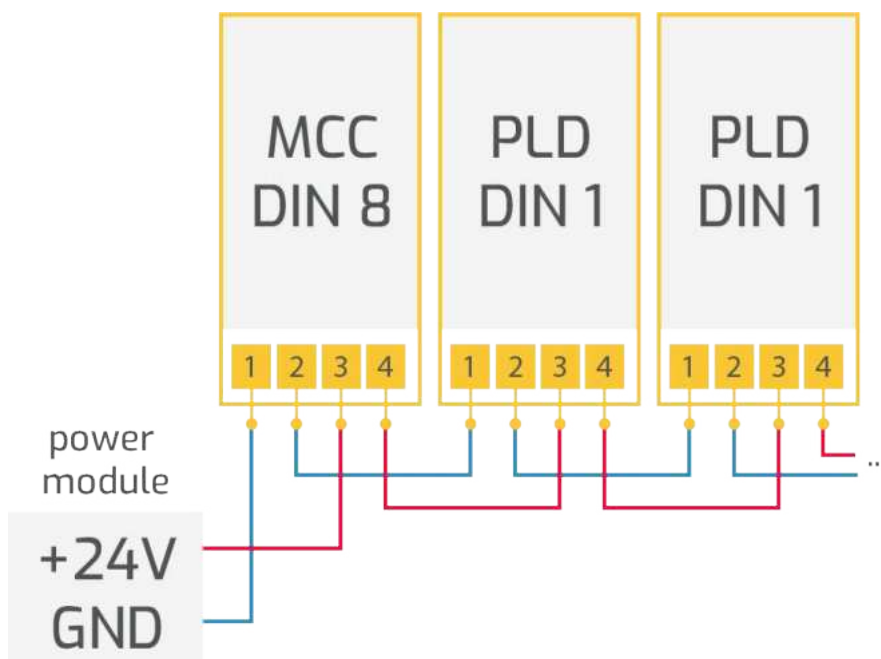 MCC
DIN 8
PLD
DIN 1
PLD
DIN 1
1 2 3 4
1 2 3 4
1 2 3 4
power
module
+24V
GND
..